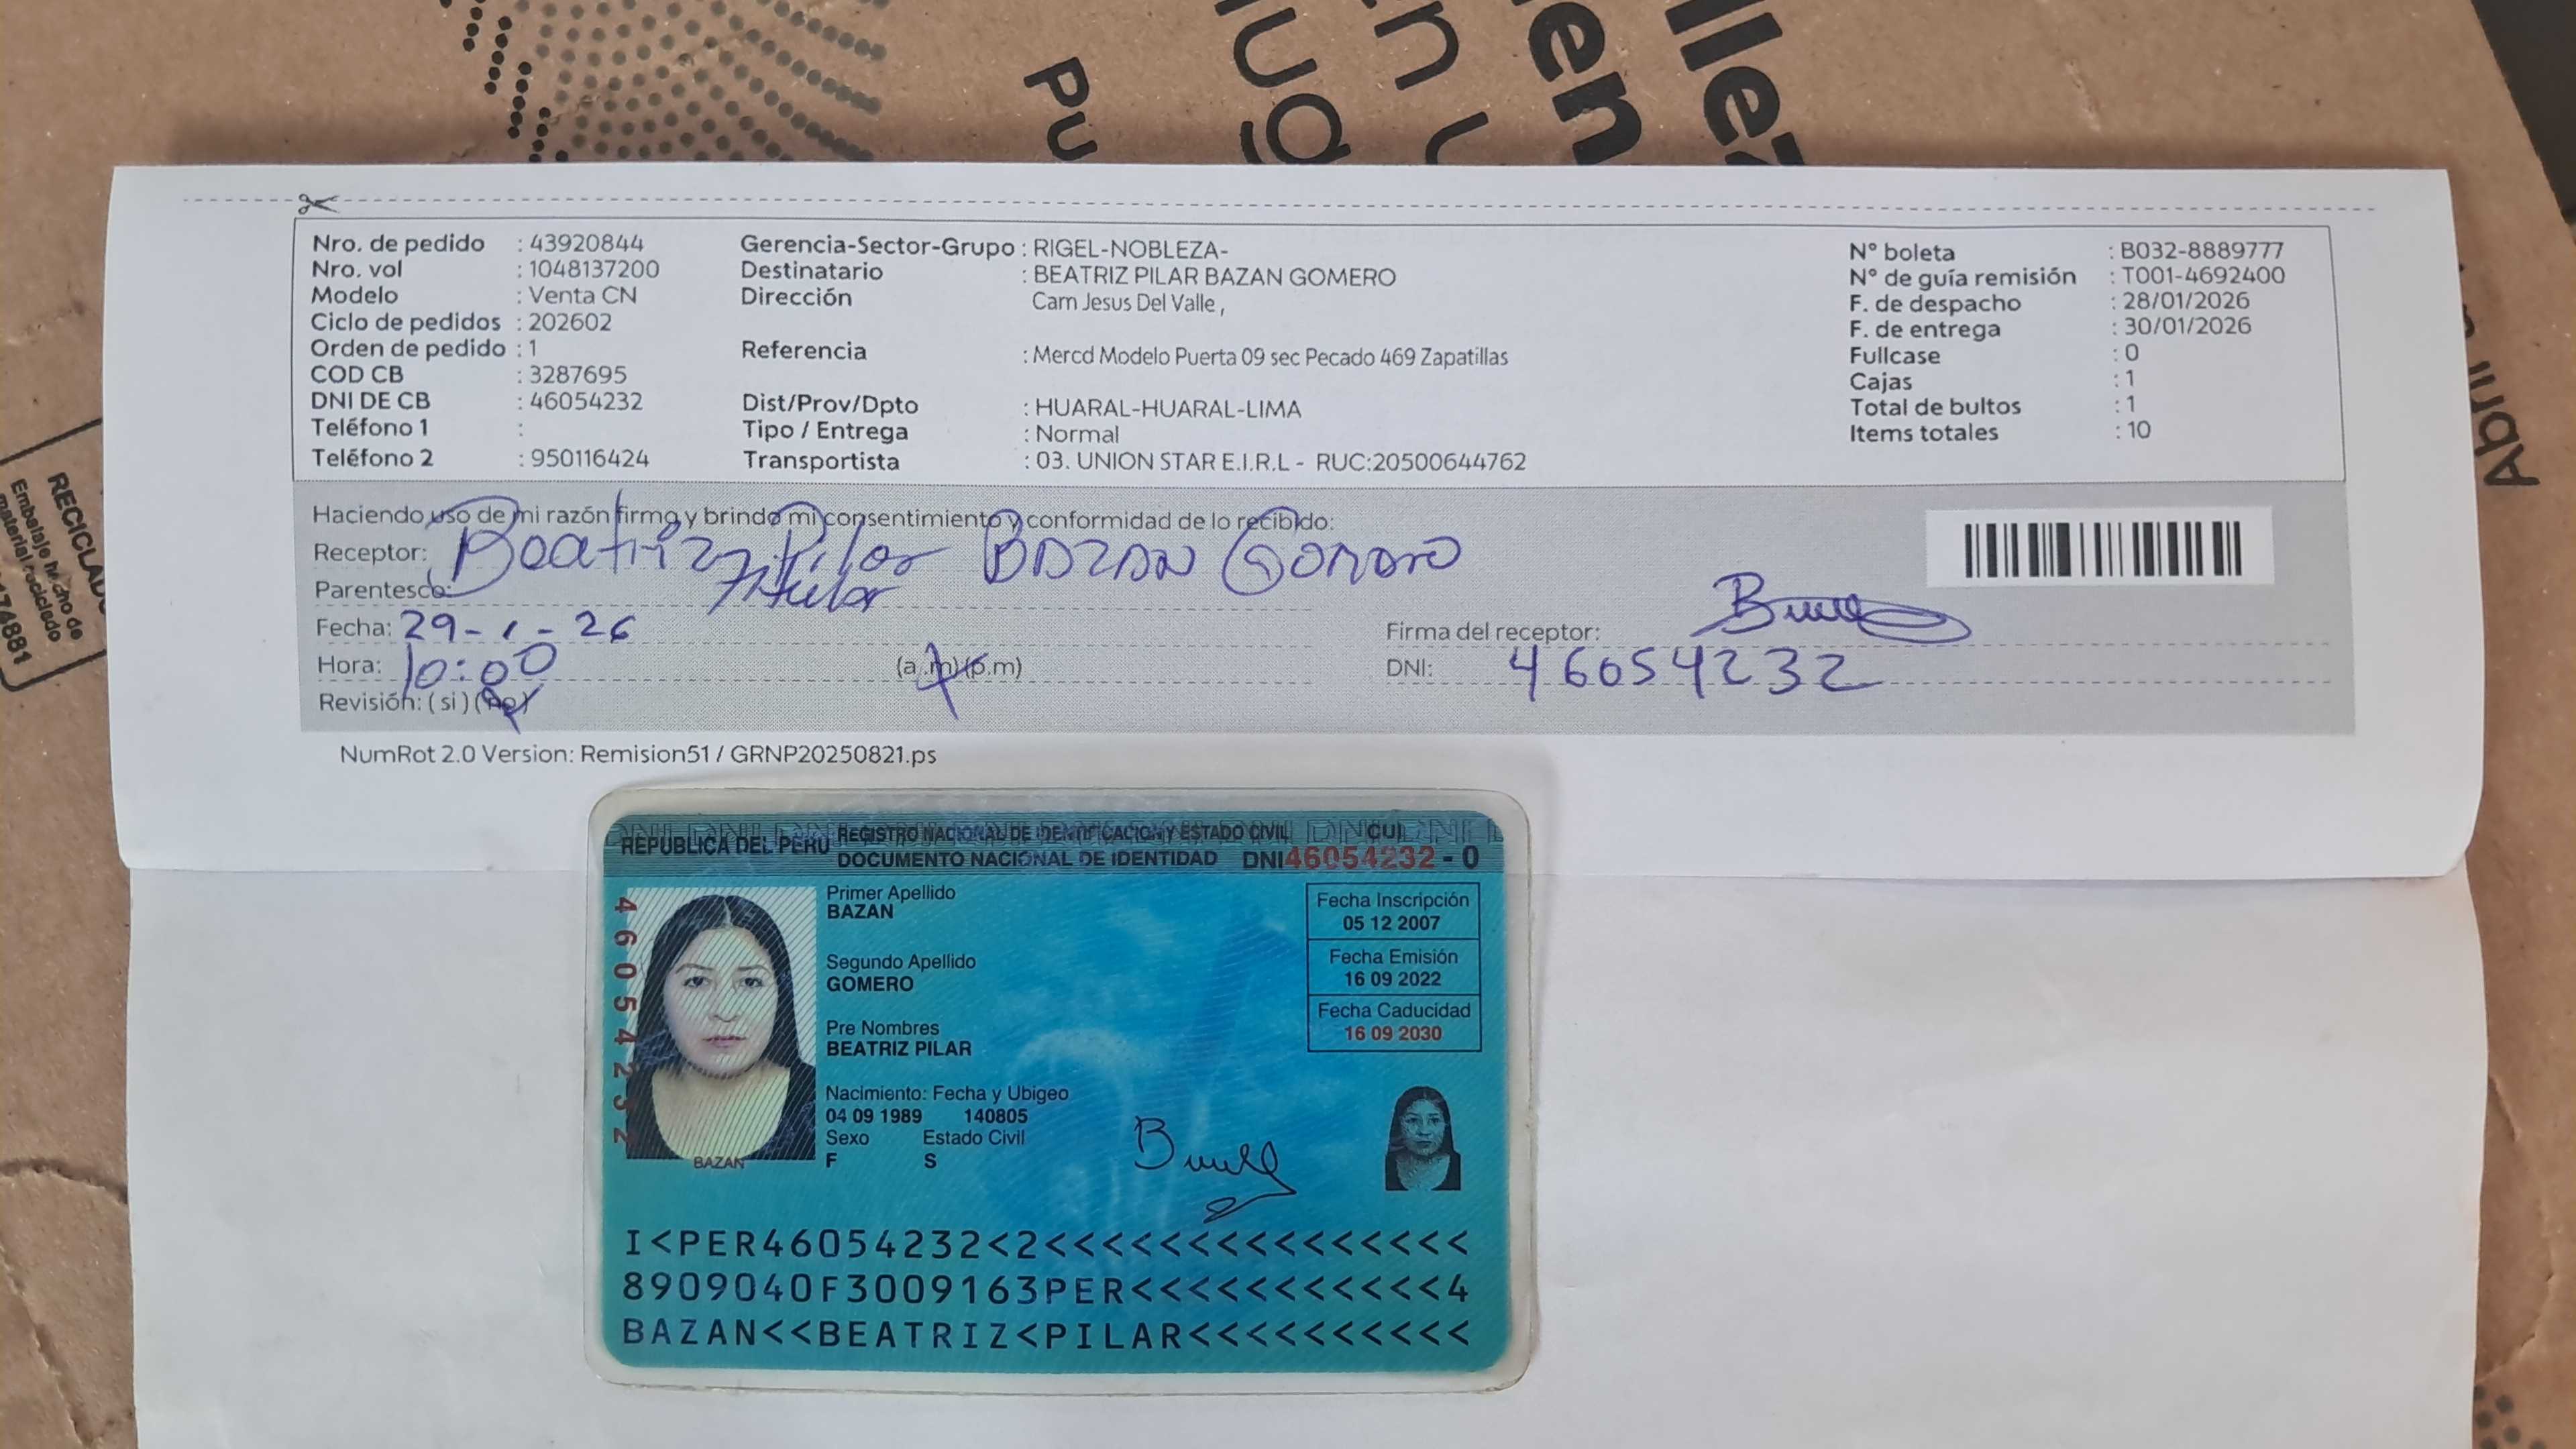 Nro. de pedido : 43920844
Nro. vol : 1048137200
Modelo : Venta CN
Ciclo de pedidos : 202602
Orden de pedido : 1
COD CB : 3287695
DNI DE CB : 46054232
Teléfono 1 :
Teléfono 2 : 950116424
Gerencia-Sector-Grupo : RIGEL-NOBLEZA-
Destinatario : BEATRIZ PILAR BAZAN GOMERO
Dirección Cam Jesus Del Valle ,
Referencia : Mercd Modelo Puerta 09 sec Pecado 469 Zapatillas
Dist/Prov/Dpto : HUARAL-HUARAL-LIMA
Tipo / Entrega : Normal
Transportista : 03. UNION STAR E.I.R.L - RUC:20500644762
N° boleta : B032-8889777
N° de guía remisión : T001-4692400
F. de despacho : 28/01/2026
F. de entrega : 30/01/2026
Fullcase : 0
Cajas : 1
Total de bultos : 1
Items totales : 10
Haciendo uso de mi razón firmo y brindo mi consentimiento y conformidad de lo recibido:
Receptor: Beatriz Pilar BAZAN Gomero
Parentesco: Titular
Fecha: 29-1-26
Hora: 10:00 (a.m)(p.m)
Revisión: (si)(no)
Firma del receptor:
DNI: 46054232
NumRot 2.0 Version: Remision51 / GRNP20250821.ps
REPUBLICA DEL PERU
REGISTRO NACIONAL DE IDENTIFICACION Y ESTADO CIVIL
DOCUMENTO NACIONAL DE IDENTIDAD
CUI
DNI 46054232 - 0
46054232
Primer Apellido
BAZAN
Segundo Apellido
GOMERO
Pre Nombres
BEATRIZ PILAR
Nacimiento: Fecha y Ubigeo
04 09 1989 140805
Sexo Estado Civil
F S
BAZAN
Fecha Inscripción
05 12 2007
Fecha Emisión
16 09 2022
Fecha Caducidad
16 09 2030
I<PER46054232<2<<<<<<<<<<<<<<<
8909040F3009163PER<<<<<<<<<<<4
BAZAN<<BEATRIZ<PILAR<<<<<<<<<<
Embalaje hecho de
material reciclado